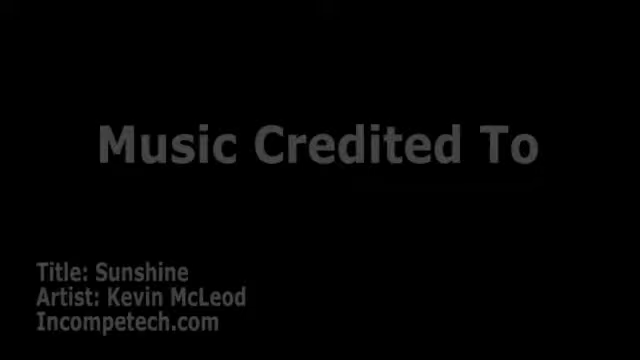 Music Credited To
Title: Sunshine
Artist: Kevin McLeod
Incompetech.com